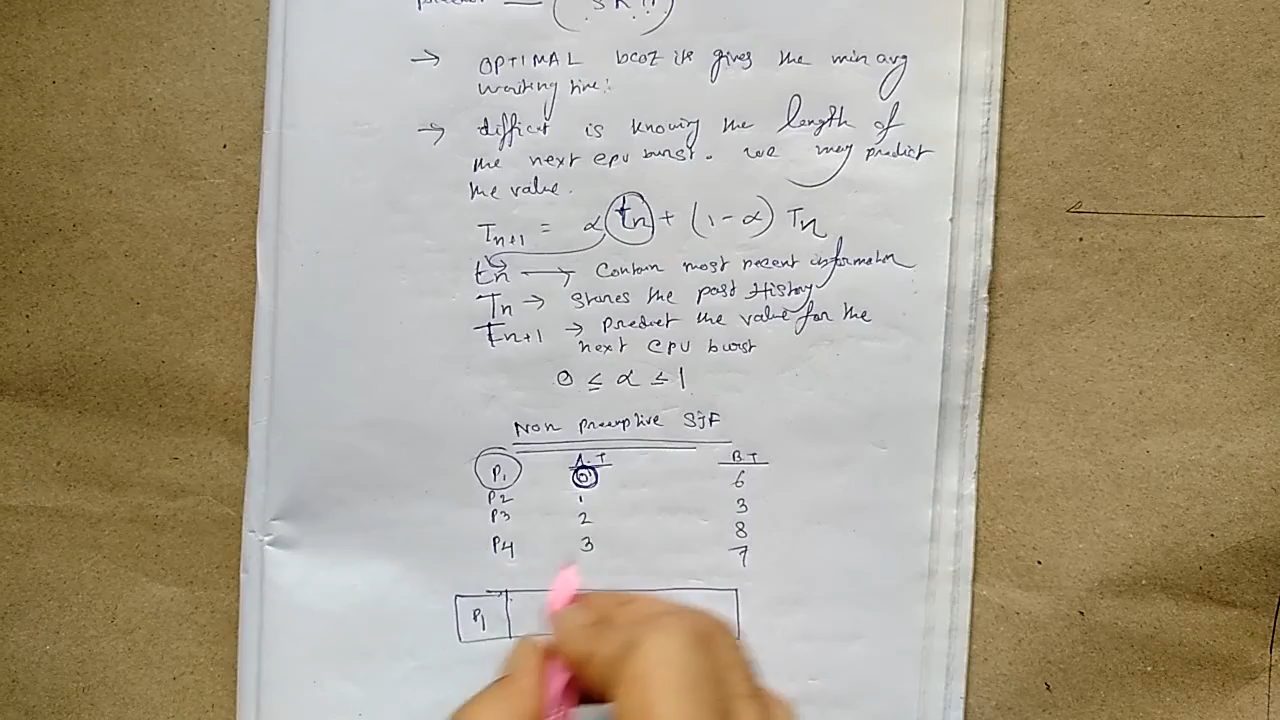 → OPTIMAL bcoz it gives the min avg
waiting time!
→ difficut is knowing the length of
the next cpu burst. we may predict
the value.
Tn+1 = α tn + (1-α) Tn
tn → Contain most recent information
Tn → stores the past History
Tn+1 → predict the value for the
next CPU burst
0 ≤ α ≤ 1
Non preemptive SJF
A.T B.T
P1 0 6
P2 1 3
P3 2 8
P4 3 7
P1